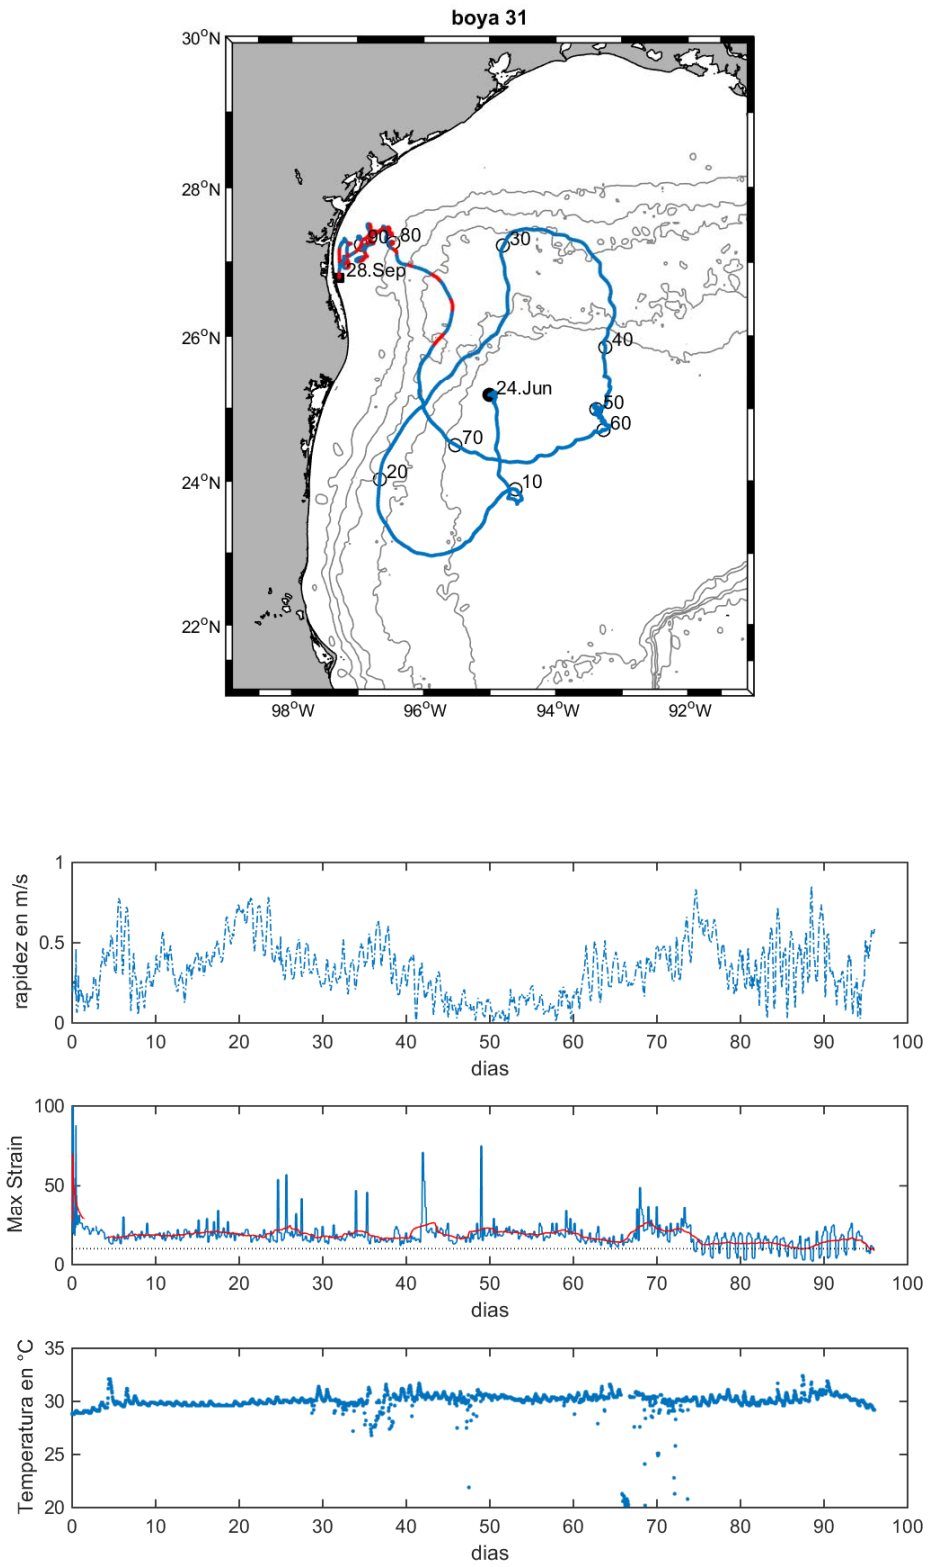 boya 31
30°N
28°N
26°N
24°N
22°N
98°W 96°W 94°W 92°W
90 80
30
28.Sep
40
24.Jun
50
60
70
20
10
rapidez en m/s
1
0.5
0
0 10 20 30 40 50 60 70 80 90 100
dias
Max Strain
100
50
0
0 10 20 30 40 50 60 70 80 90 100
dias
Temperatura en °C
35
30
25
20
0 10 20 30 40 50 60 70 80 90 100
dias